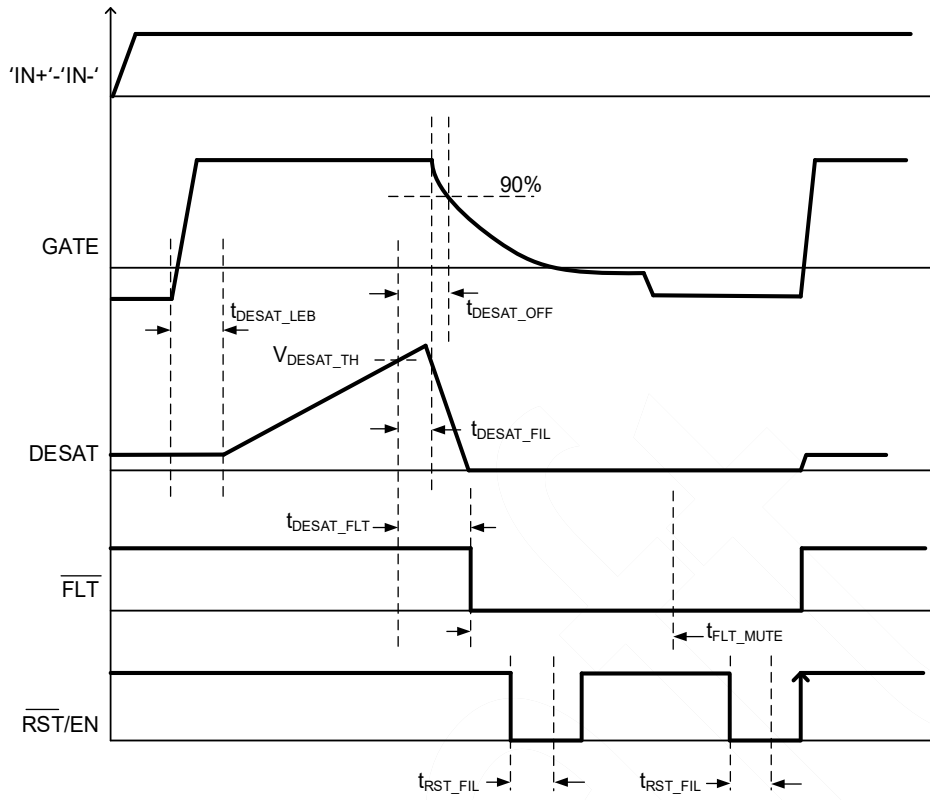 ‘IN+‘-‘IN-‘
90%
GATE
tDESAT_OFF
tDESAT_LEB
VDESAT_TH
tDESAT_FIL
DESAT
tDESAT_FLT
FLT
tFLT_MUTE
RST/EN
tRST_FIL
tRST_FIL